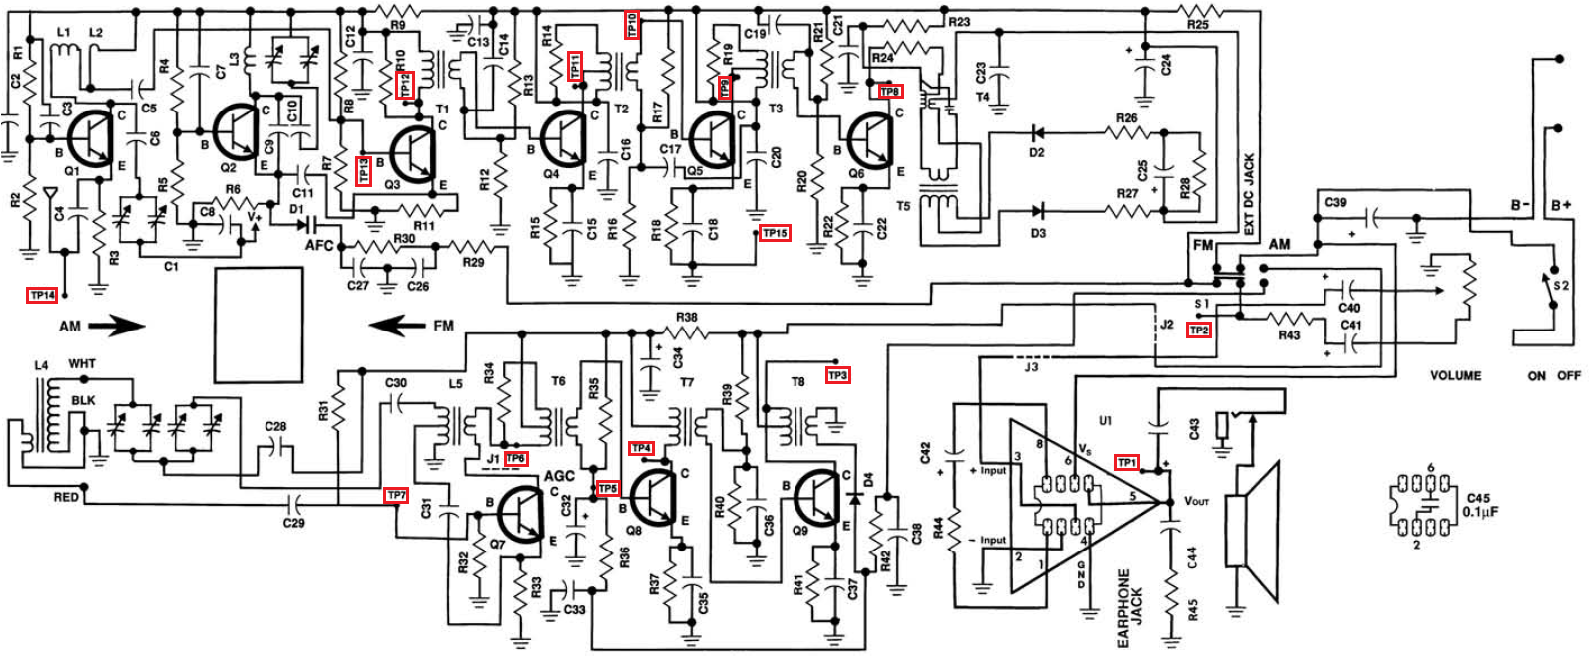 R1
L1
L2
C2
C3
C5
R4
C7
L3
R8
C12
R9
R10
TP12
T1
C13
C14
R13
R14
TP11
T2
TP10
R17
R19
TP9
C19
T3
R21
C21
R23
R24
TP8
C23
T4
C24
R25
B
C
E
Q1
C6
B
C
E
Q2
C9
C10
R7
TP13
B
C
E
Q3
R12
B
C
E
Q4
C16
C17
B
C
E
Q5
C20
R20
B
C
E
Q6
D2
R26
C25
R28
R27
D3
T5
EXT DC JACK
R2
C4
R3
R5
R6
C8
C11
V+
D1
AFC
R11
R30
R29
C27
C26
C1
R15
C15
R16
R18
C18
TP15
R22
C22
TP14
AM
FM
FM
AM
S1
TP2
C39
B-
B+
S2
C40
C41
R43
VOLUME
ON OFF
J2
J3
L4
WHT
BLK
RED
C28
C29
R31
C30
TP7
L5
R34
T6
R35
J1
TP6
AGC
TP5
C31
R32
Q7
B
C
E
R33
C32
C33
R36
C34
R38
T7
TP4
B
C
E
Q8
R37
C35
R39
R40
C36
T8
TP3
B
C
E
Q9
R41
C37
D4
R42
C38
C42
R44
U1
+ Input
- Input
3
2
8
6
VS
5
1
4
GND
VOUT
TP1
C43
C44
R45
EARPHONE
JACK
6
2
C45
0.1µF